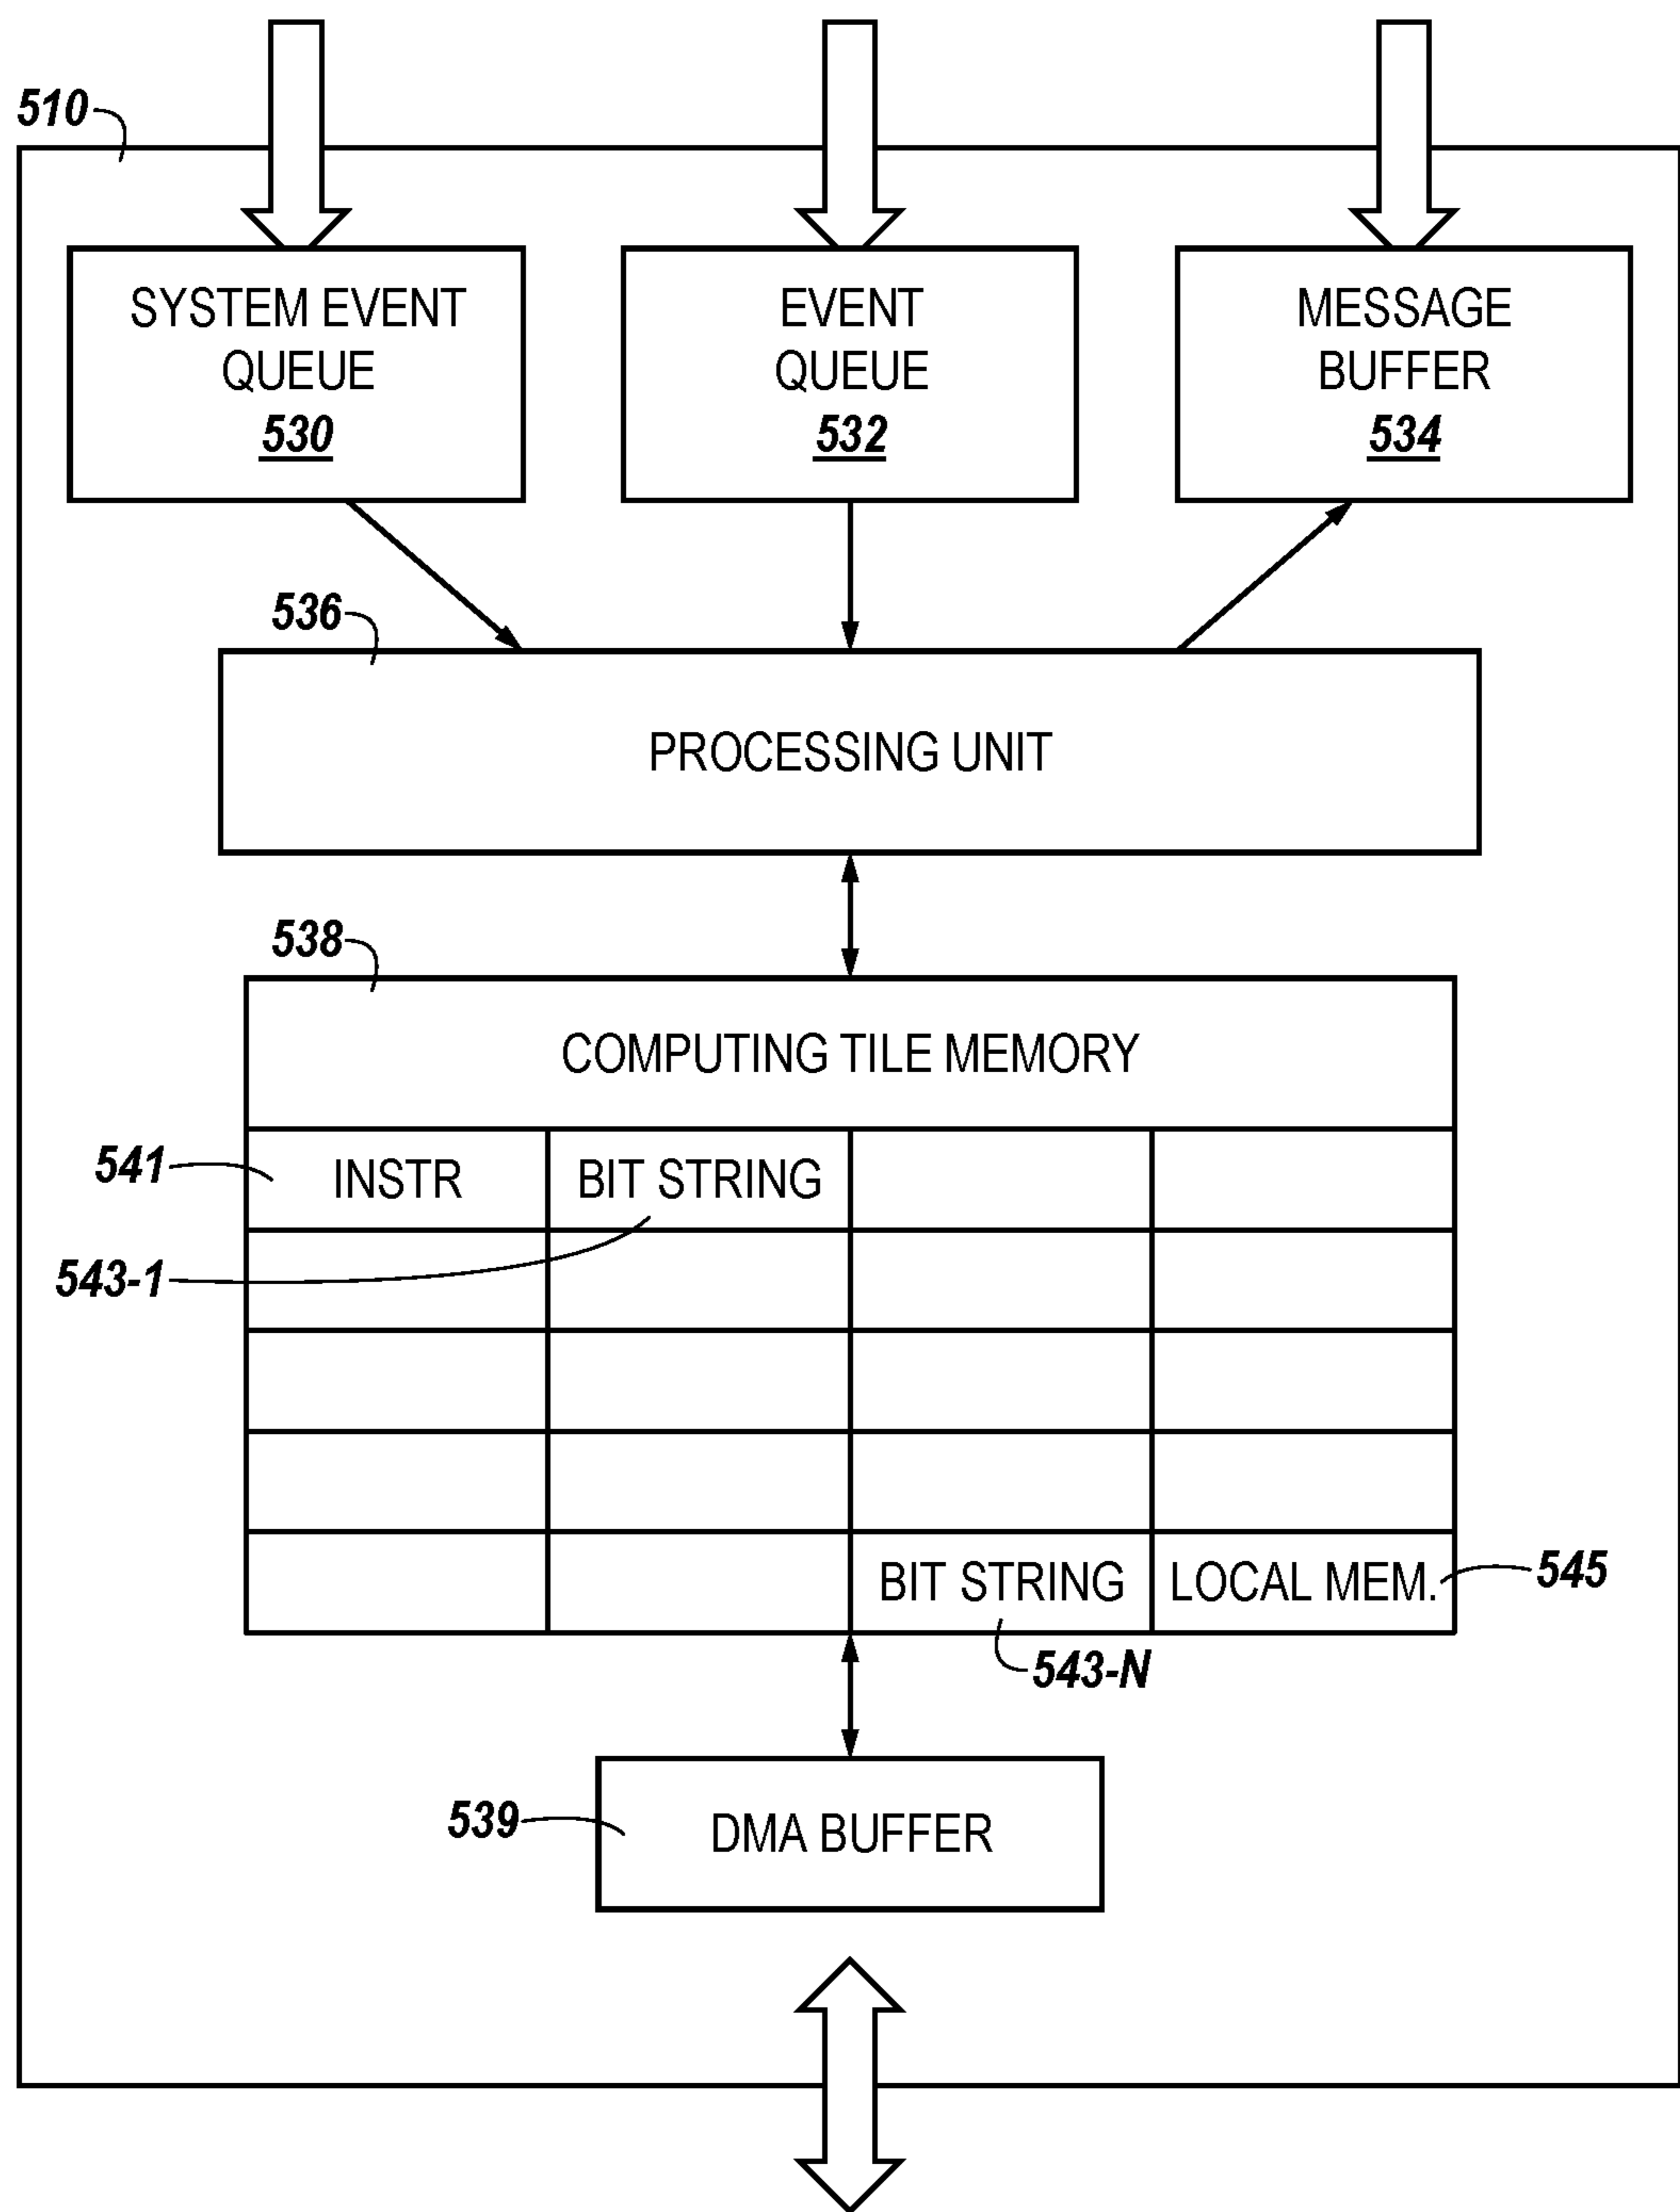 510
SYSTEM EVENT
QUEUE
530
EVENT
QUEUE
532
MESSAGE
BUFFER
534
536
PROCESSING UNIT
538
COMPUTING TILE MEMORY
541
INSTR
BIT STRING
543-1
BIT STRING
LOCAL MEM.
545
543-N
539
DMA BUFFER